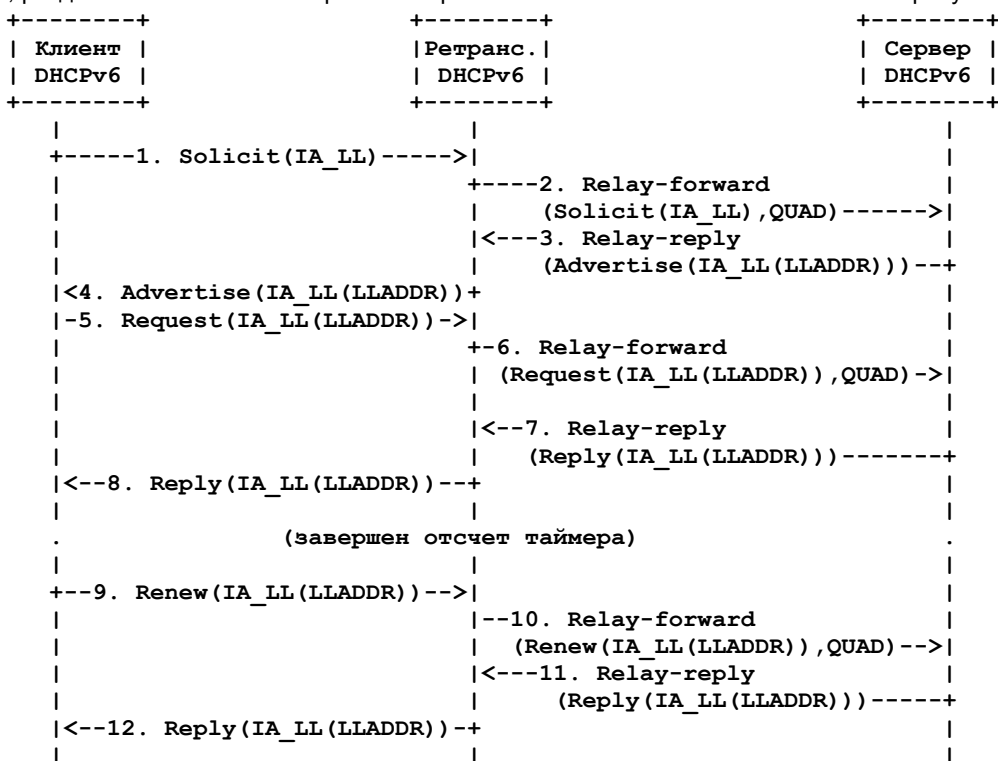 +--------+ +--------+ +--------+
| Клиент | |Ретранс.| | Сервер |
| DHCPv6 | | DHCPv6 | | DHCPv6 |
+--------+ +--------+ +--------+
| | |
+-----1. Solicit(IA_LL)----->| |
| +----2. Relay-forward |
| | (Solicit(IA_LL),QUAD)------>|
| |<---3. Relay-reply |
| | (Advertise(IA_LL(LLADDR)))--+
|<4. Advertise(IA_LL(LLADDR))+ |
|-5. Request(IA_LL(LLADDR))->| |
| +-6. Relay-forward |
| | (Request(IA_LL(LLADDR)),QUAD)->|
| | |
| |<--7. Relay-reply |
| | (Reply(IA_LL(LLADDR)))-------+
|<--8. Reply(IA_LL(LLADDR))--+ |
| | |
. (завершен отсчет таймера) .
| | |
+--9. Renew(IA_LL(LLADDR))-->| |
| |--10. Relay-forward |
| | (Renew(IA_LL(LLADDR)),QUAD)-->|
| |<---11. Relay-reply |
| | (Reply(IA_LL(LLADDR)))-----+
|<--12. Reply(IA_LL(LLADDR))-+ |
| | |